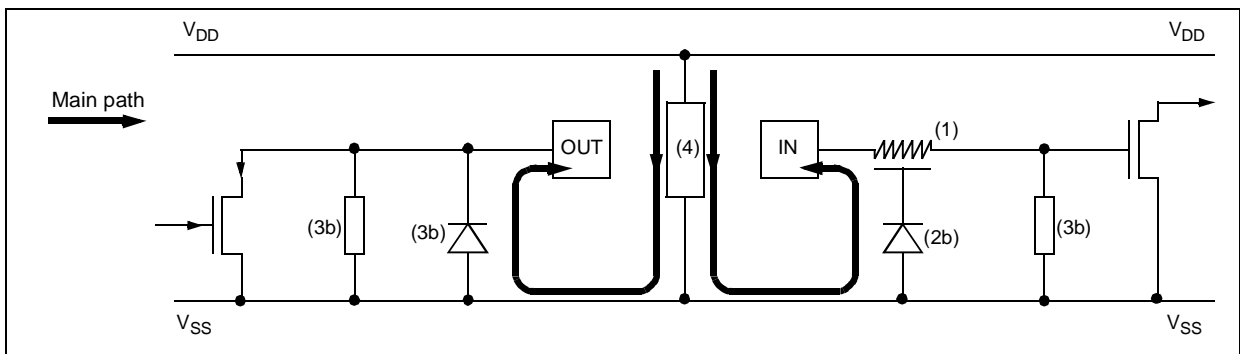 VDD VDD
Main path
OUT (4) IN (1)
(3b) (3b) (2b) (3b)
VSS VSS